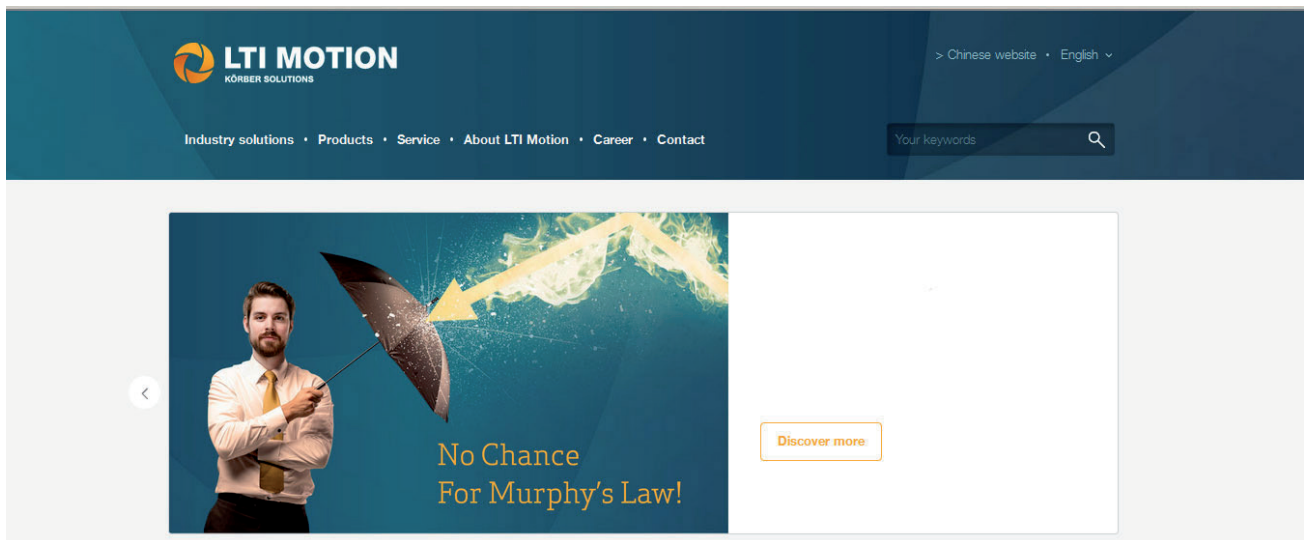 LTI MOTION
KÖRBER SOLUTIONS
> Chinese website • English
Industry solutions • Products • Service • About LTI Motion • Career • Contact
Your keywords
No Chance
For Murphy's Law!
Discover more